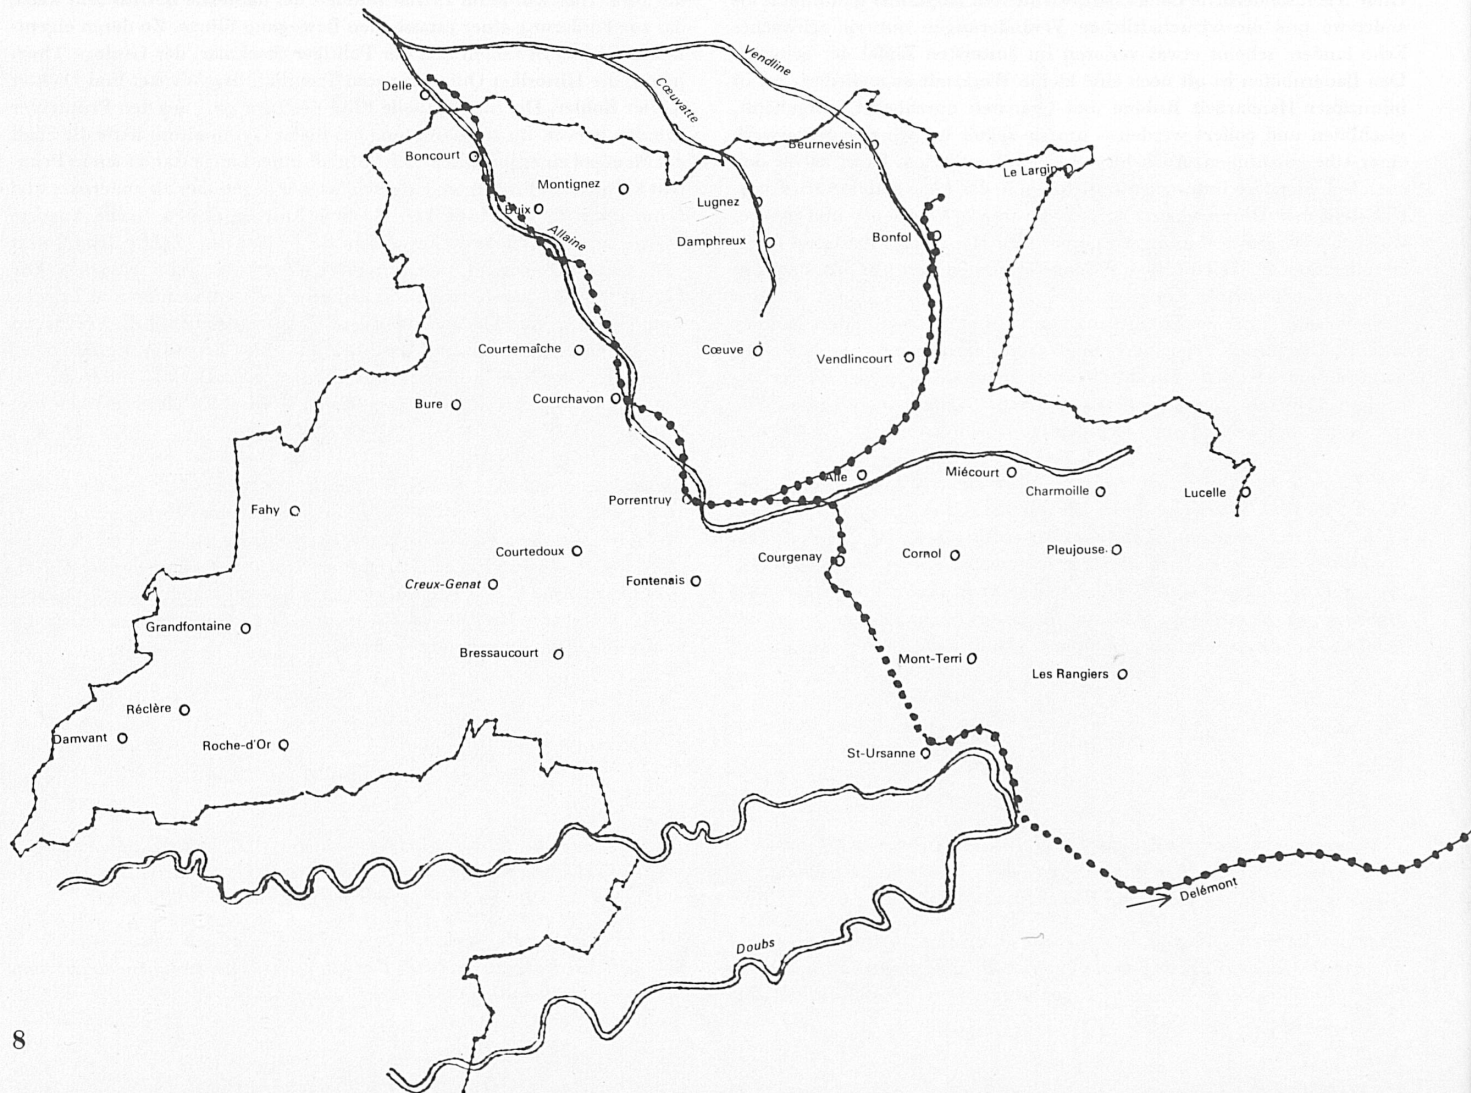 Vendline
Delle
Cœuvatte
Beurnevésin
Boncourt
Le Largin
Montignez
Buix
Lugnez
Allaine
Damphreux
Bonfol
Courtemaîche
Cœuve
Vendlincourt
Bure
Courchavon
Alle
Miécourt
Charmoille
Lucelle
Porrentruy
Fahy
Courtedoux
Courgenay
Cornol
Pleujouse.
Creux-Genat
Fontenais
Grandfontaine
Bressaucourt
Mont-Terri
Les Rangiers
Réclère
Damvant
Roche-d'Or
St-Ursanne
Delémont
Doubs
8